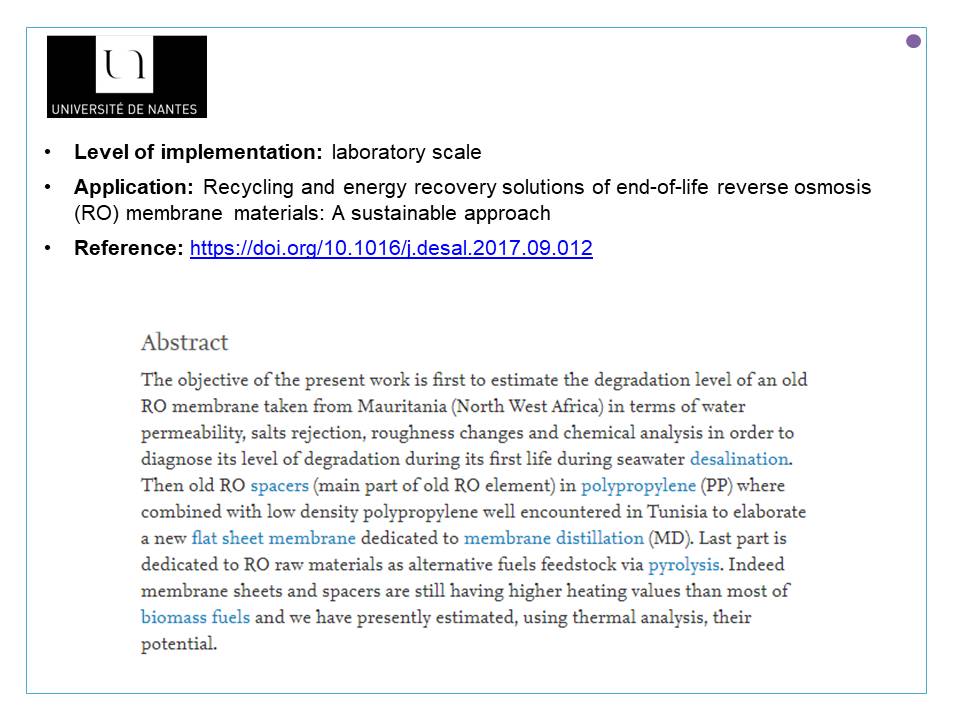 UNIVERSITÉ DE NANTES
• Level of implementation: laboratory scale
• Application: Recycling and energy recovery solutions of end-of-life reverse osmosis
(RO) membrane materials: A sustainable approach
• Reference: https://doi.org/10.1016/j.desal.2017.09.012
Abstract
The objective of the present work is first to estimate the degradation level of an old
RO membrane taken from Mauritania (North West Africa) in terms of water
permeability, salts rejection, roughness changes and chemical analysis in order to
diagnose its level of degradation during its first life during seawater desalination.
Then old RO spacers (main part of old RO element) in polypropylene (PP) where
combined with low density polypropylene well encountered in Tunisia to elaborate
a new flat sheet membrane dedicated to membrane distillation (MD). Last part is
dedicated to RO raw materials as alternative fuels feedstock via pyrolysis. Indeed
membrane sheets and spacers are still having higher heating values than most of
biomass fuels and we have presently estimated, using thermal analysis, their
potential.